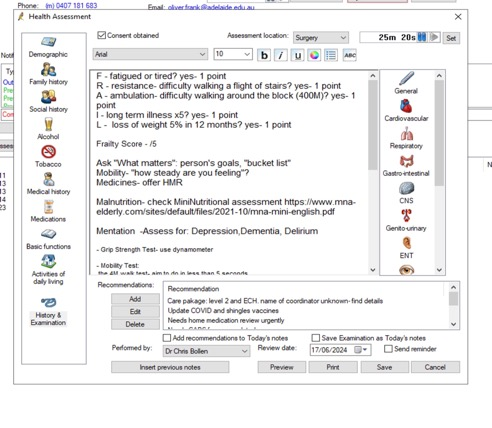 Phone: (m) 0407 181 683
Email: oliver.frank@adelaide.edu.au
Health Assessment
Consent obtained
Assessment location:
Surgery
25m 20s
Set
Arial
10
b
i
u
ABC
Demographic
Family history
Social history
Alcohol
Tobacco
Medical history
Medications
Basic functions
Activities of
daily living
History &
Examination
F - fatigued or tired? yes- 1 point
R - resistance- difficulty walking a flight of stairs? yes- 1 point
A - ambulation- difficulty walking around the block (400M)? yes- 1
point
I - long term illness x5? yes- 1 point
L - loss of weight 5% in 12 months? yes- 1 point
Frailty Score - /5
Ask "What matters": person's goals, "bucket list"
Mobility- "how steady are you feeling"?
Medicines- offer HMR
Malnutrition- check MiniNutritional assessment https://www.mna-
elderly.com/sites/default/files/2021-10/mna-mini-english.pdf
Mentation -Assess for: Depression,Dementia, Delirium
- Grip Strength Test- use dynamometer
- Mobility Test:
the 4M walk test- aim to do in less than 5 seconds
General
Cardiovascular
Respiratory
Gastro-intestinal
CNS
Genito-urinary
ENT
Eye
Recommendations:
Add
Edit
Delete
Recommendation
Care pakage: level 2 and ECH. name of coordinator unknown- find details
Update COVID and shingles vaccines
Needs home medication review urgently
Add recommendations to Today's notes
Save Examination as Today's notes
Performed by:
Dr Chris Bollen
Review date:
17/06/2024
Send reminder
Insert previous notes
Preview
Print
Save
Cancel